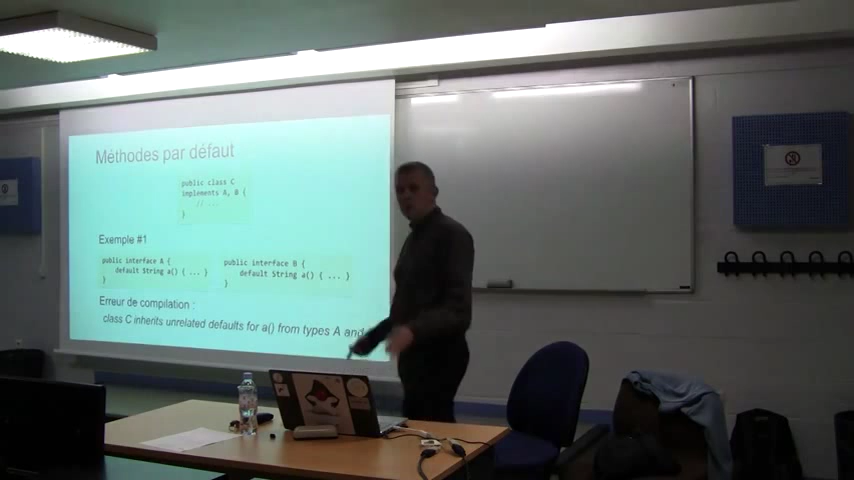 Méthodes par défaut
public class C
implements A, B {
// ...
}
Exemple #1
public interface A {
default String a() { ... }
}
public interface B {
default String a() { ... }
}
Erreur de compilation :
class C inherits unrelated defaults for a() from types A and